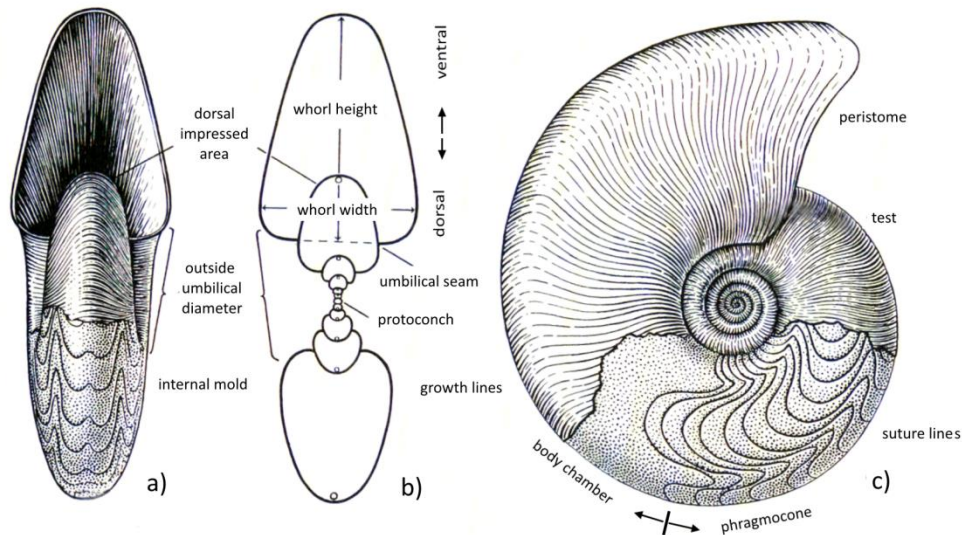 dorsal
impressed
area
outside
umbilical
diameter
internal mold
a)
whorl height
whorl width
ventral
dorsal
umbilical seam
protoconch
growth lines
b)
peristome
test
suture lines
body chamber
phragmocone
c)